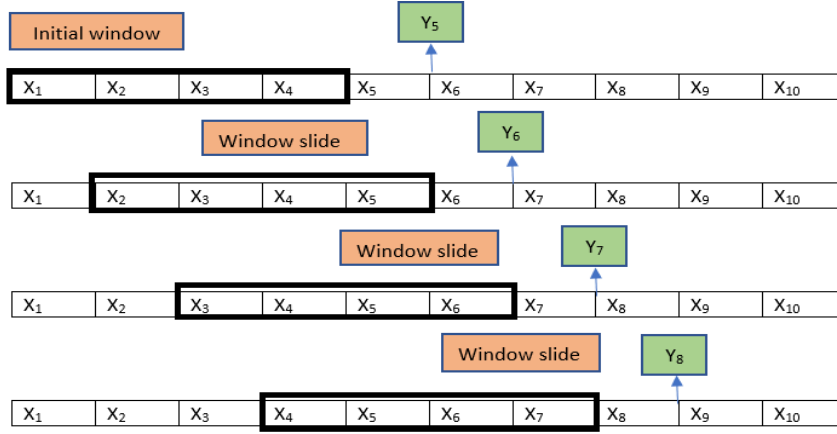 Initial window
Y₅
X₁ X₂ X₃ X₄ X₅ X₆ X₇ X₈ X₉ X₁₀
Window slide
Y₆
X₁ X₂ X₃ X₄ X₅ X₆ X₇ X₈ X₉ X₁₀
Window slide
Y₇
X₁ X₂ X₃ X₄ X₅ X₆ X₇ X₈ X₉ X₁₀
Window slide
Y₈
X₁ X₂ X₃ X₄ X₅ X₆ X₇ X₈ X₉ X₁₀